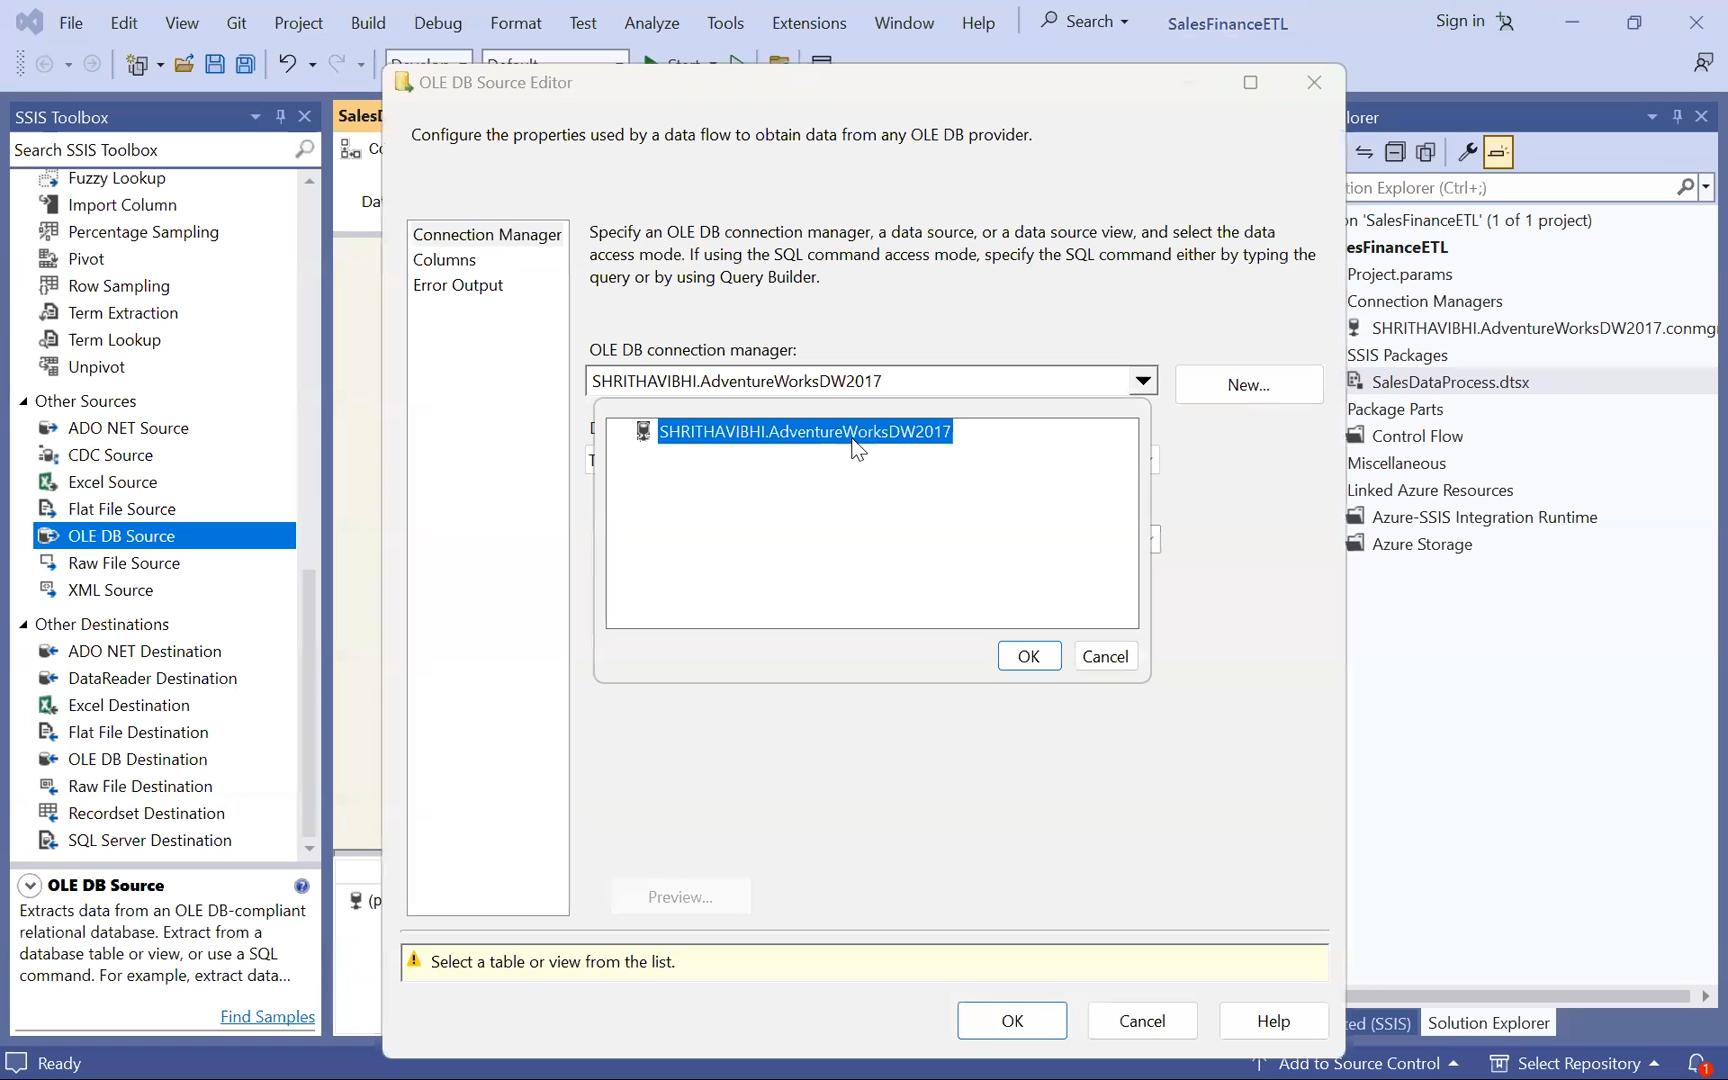 File Edit View Git Project Build Debug Format Test Analyze Tools Extensions Window Help Search SalesFinanceETL Sign in
OLE DB Source Editor
SSIS Toolbox
Search SSIS Toolbox
Fuzzy Lookup
Import Column
Percentage Sampling
Pivot
Row Sampling
Term Extraction
Term Lookup
Unpivot
Other Sources
ADO NET Source
CDC Source
Excel Source
Flat File Source
OLE DB Source
Raw File Source
XML Source
Other Destinations
ADO NET Destination
DataReader Destination
Excel Destination
Flat File Destination
OLE DB Destination
Raw File Destination
Recordset Destination
SQL Server Destination
OLE DB Source
Extracts data from an OLE DB-compliant
relational database. Extract from a
database table or view, or use a SQL
command. For example, extract data...
Find Samples
Configure the properties used by a data flow to obtain data from any OLE DB provider.
Connection Manager
Columns
Error Output
Specify an OLE DB connection manager, a data source, or a data source view, and select the data
access mode. If using the SQL command access mode, specify the SQL command either by typing the
query or by using Query Builder.
OLE DB connection manager:
SHRITHAVIBHI.AdventureWorksDW2017
New...
SHRITHAVIBHI.AdventureWorksDW2017
OK Cancel
Preview...
Select a table or view from the list.
OK Cancel Help
lorer
tion Explorer (Ctrl+;)
on 'SalesFinanceETL' (1 of 1 project)
esFinanceETL
Project.params
Connection Managers
SHRITHAVIBHI.AdventureWorksDW2017.conmg
SSIS Packages
SalesDataProcess.dtsx
Package Parts
Control Flow
Miscellaneous
Linked Azure Resources
Azure-SSIS Integration Runtime
Azure Storage
ted (SSIS) Solution Explorer
Ready Add to Source Control Select Repository 1